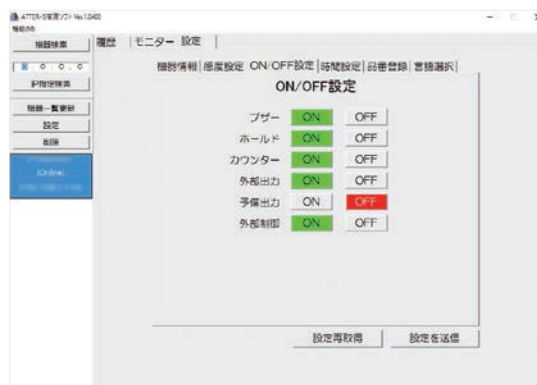 機能(M)
機器検索
履歴 モニター 設定
0 . 0 . 0
IP指定検索
機器情報 感度設定 ON/OFF設定 時間設定 品番登録 言語選択
ON/OFF設定
機器一覧更新
設定
削除
(Online)
ブザー ON OFF
ホールド ON OFF
カウンター ON OFF
外部出力 ON OFF
予備出力 ON OFF
外部制御 ON OFF
設定再取得 設定を送信